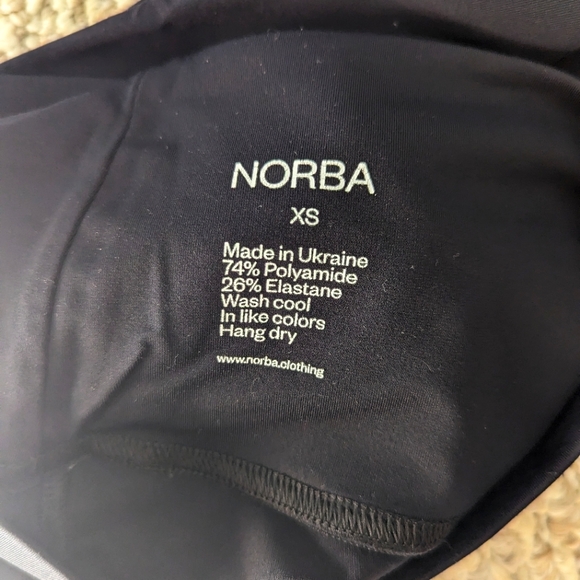 NORBA
XS
Made in Ukraine
74% Polyamide
26% Elastane
Wash cool
In like colors
Hang dry
www.norba.clothing